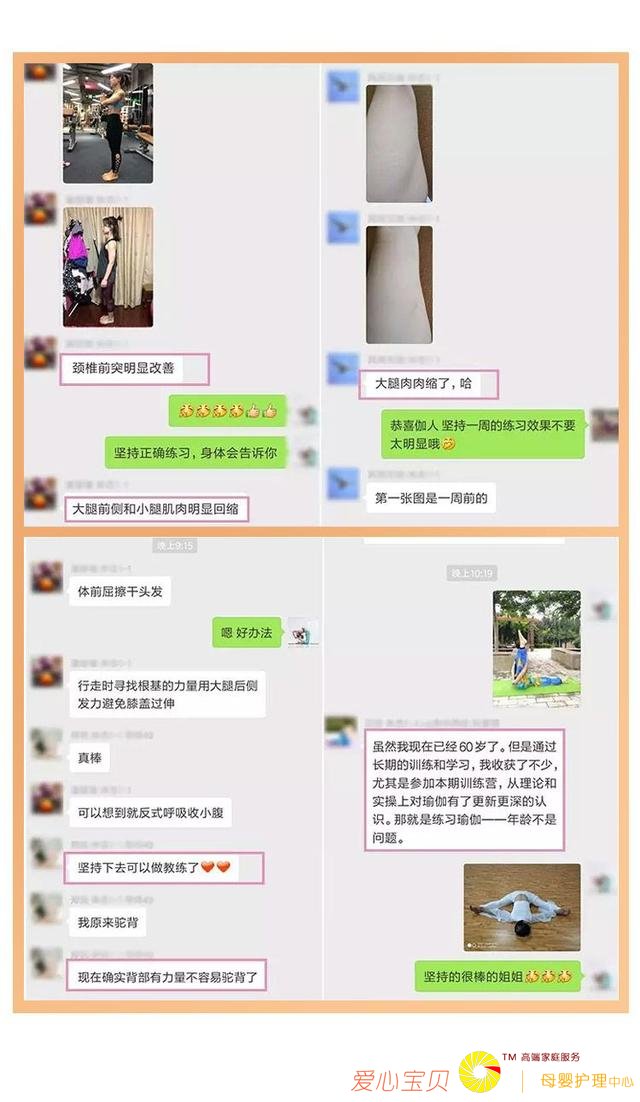 颈椎前突明显改善
坚持正确练习，身体会告诉你
大腿前侧和小腿肌肉明显回缩
大腿肉肉缩了，哈
恭喜伽人 坚持一周的练习效果不要
太明显哦
第一张图是一周前的
晚上9:15
体前屈擦干头发
嗯 好办法
行走时寻找根基的力量用大腿后侧
发力避免膝盖过伸
真棒
可以想到就反式呼吸收小腹
坚持下去可以做教练了
我原来驼背
现在确实背部有力量不容易驼背了
晚上10:19
虽然我现在已经60岁了。但是通过
长期的训练和学习，我收获了不少，
尤其是参加本期训练营，从理论和
实操上对瑜伽有了更新更深的认
识。那就是练习瑜伽——年龄不是
问题。
坚持的很棒的姐姐
爱心宝贝
TM 高端家庭服务
母婴护理中心